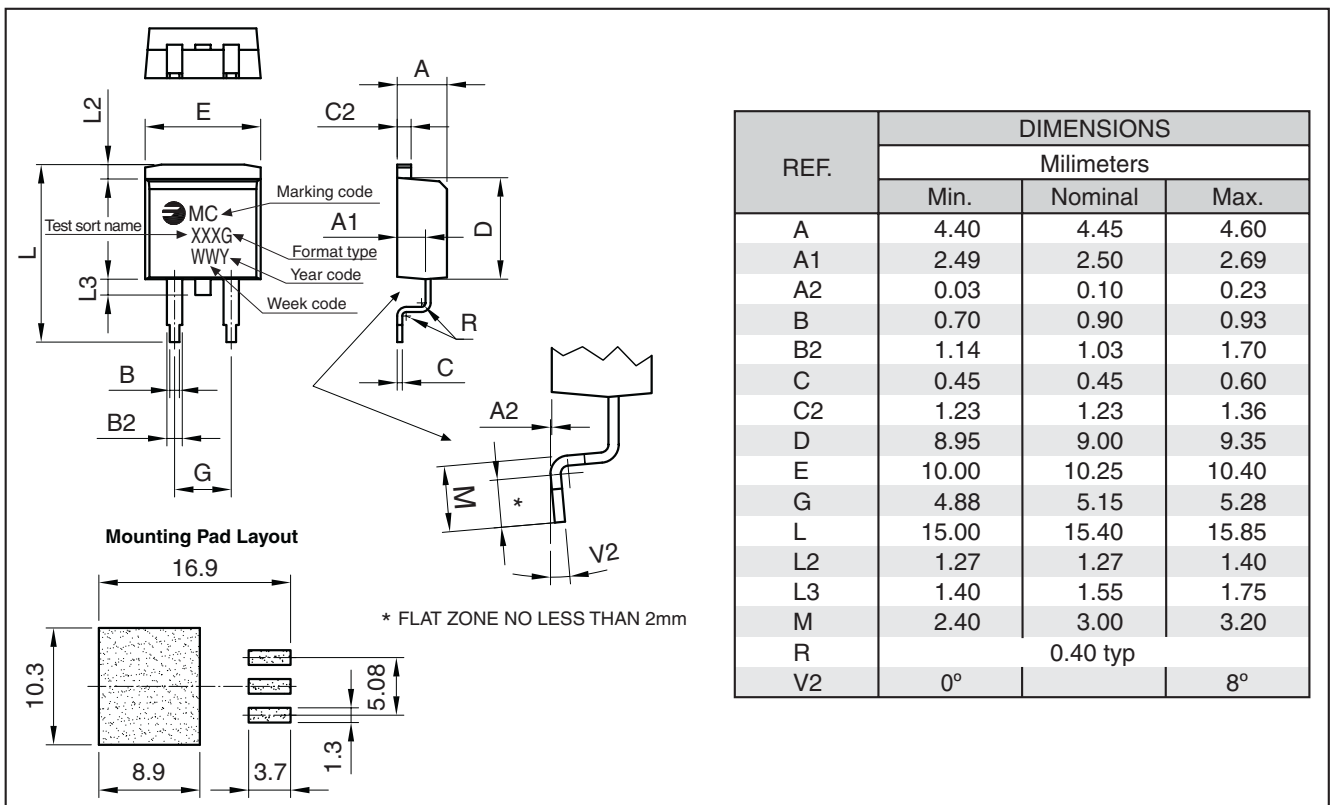 A
C2
L2
E
Marking code
MC
A1
D
Test sort name
XXXG
Format type
L
WWY
Year code
L3
Week code
R
B
C
B2
A2
G
M
*
V2
Mounting Pad Layout
16.9
* FLAT ZONE NO LESS THAN 2mm
10.3
5.08
1.3
8.9
3.7
REF. DIMENSIONS
Milimeters
Min. Nominal Max.
A 4.40 4.45 4.60
A1 2.49 2.50 2.69
A2 0.03 0.10 0.23
B 0.70 0.90 0.93
B2 1.14 1.03 1.70
C 0.45 0.45 0.60
C2 1.23 1.23 1.36
D 8.95 9.00 9.35
E 10.00 10.25 10.40
G 4.88 5.15 5.28
L 15.00 15.40 15.85
L2 1.27 1.27 1.40
L3 1.40 1.55 1.75
M 2.40 3.00 3.20
R 0.40 typ
V2 0º 8º